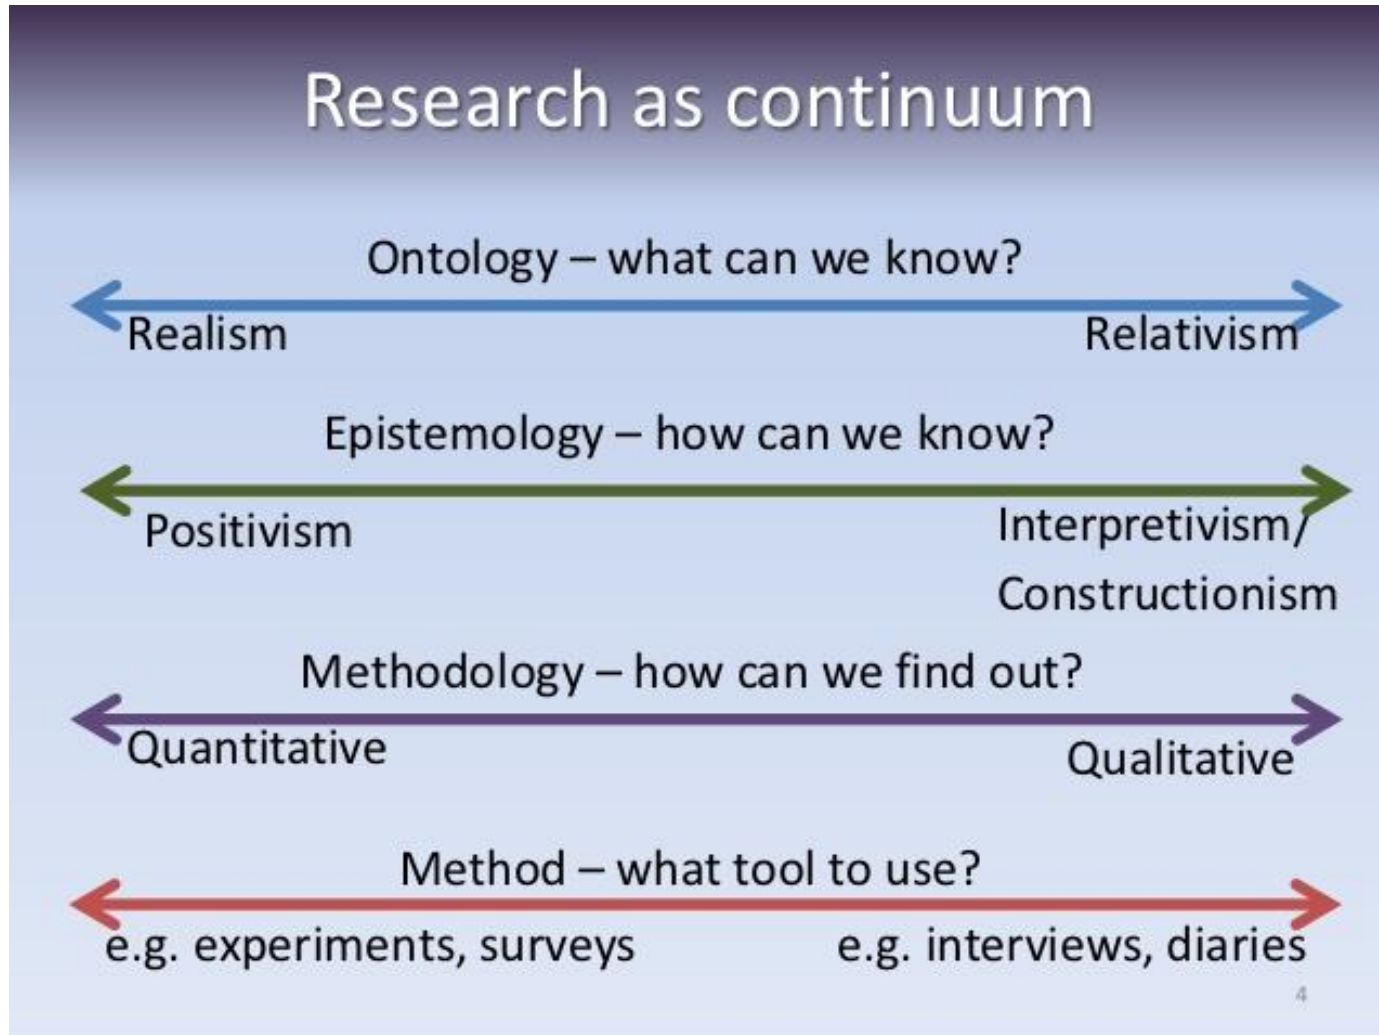 Research as continuum
Ontology – what can we know?
Realism
Relativism
Epistemology – how can we know?
Positivism
Interpretivism/
Constructionism
Methodology – how can we find out?
Quantitative
Qualitative
Method – what tool to use?
e.g. experiments, surveys
e.g. interviews, diaries
4